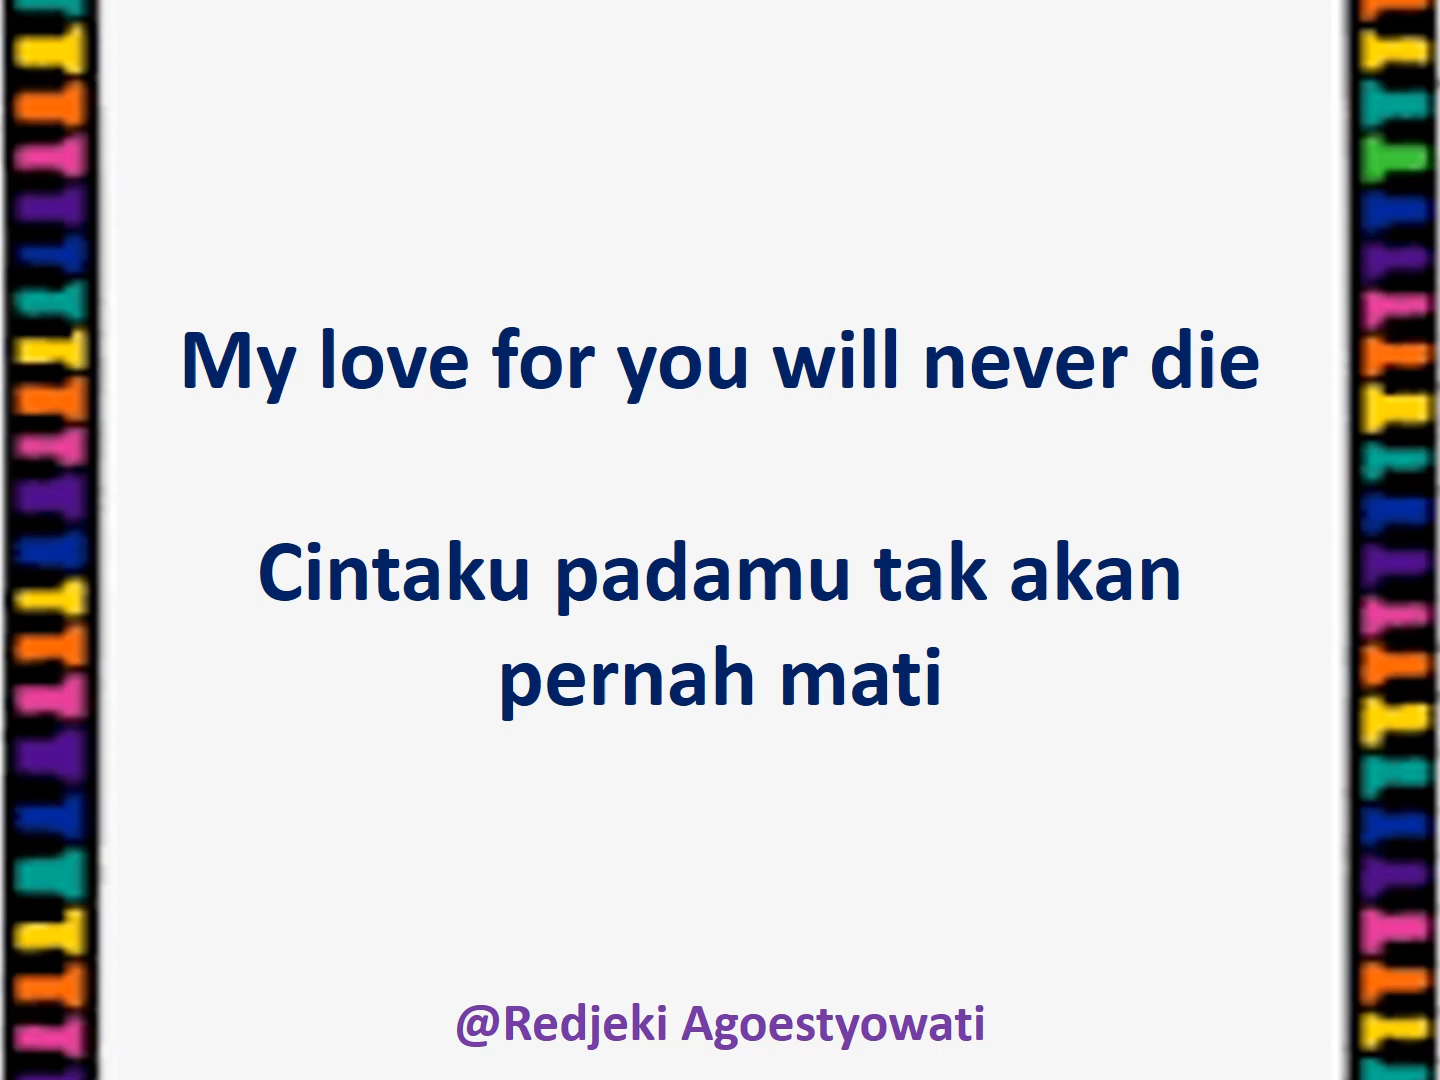 My love for you will never die
Cintaku padamu tak akan
pernah mati
@Redjeki Agoestyowati